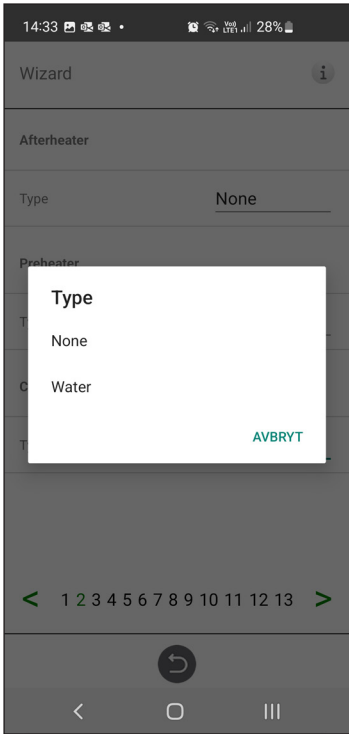 14:33 28%
Wizard
Afterheater
Type None
Preheater
Type
None
Water
AVBRYT
< 1 2 3 4 5 6 7 8 9 10 11 12 13 >